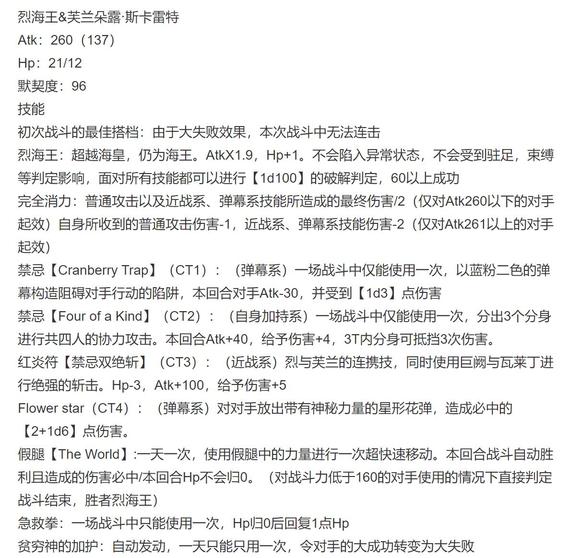 烈海王&芙兰朵露·斯卡雷特
Atk：260（137）
Hp：21/12
默契度：96
技能
初次战斗的最佳搭档：由于大失败效果，本次战斗中无法连击
烈海王：超越海皇，仍为海王。AtkX1.9，Hp+1。不会陷入异常状态，不会受到驻足，束缚
等判定影响，面对所有技能都可以进行【1d100】的破解判定，60以上成功
完全消力：普通攻击以及近战系、弹幕系技能所造成的最终伤害/2（仅对Atk260以下的对手
起效）自身所收到的普通攻击伤害-1，近战系、弹幕系技能伤害-2（仅对Atk261以上的对手
起效）
禁忌【Cranberry Trap】（CT1）：（弹幕系）一场战斗中仅能使用一次，以蓝粉二色的弹
幕构造阻碍对手行动的陷阱，本回合对手Atk-30，并受到【1d3】点伤害
禁忌【Four of a Kind】（CT2）：（自身加持系）一场战斗中仅能使用一次，分出3个分身
进行共四人的协力攻击。本回合Atk+40，给予伤害+4，3T内分身可抵挡3次伤害。
红炎符【禁忌双绝斩】（CT3）：（近战系）烈与芙兰的连携技，同时使用巨阙与瓦莱丁进
行绝强的斩击。Hp-3，Atk+100，给予伤害+5
Flower star（CT4）：（弹幕系）对对手放出带有神秘力量的星形花弹，造成必中的
【2+1d6】点伤害。
假腿【The World】:一天一次，使用假腿中的力量进行一次超快速移动。本回合战斗自动胜
利且造成的伤害必中/本回合Hp不会归0。（对战斗力低于160的对手使用的情况下直接判定
战斗结束，胜者烈海王）
急救拳：一场战斗中只能使用一次，Hp归0后回复1点Hp
贫穷神的加护：自动发动，一天只能只用一次，令对手的大成功转变为大失败